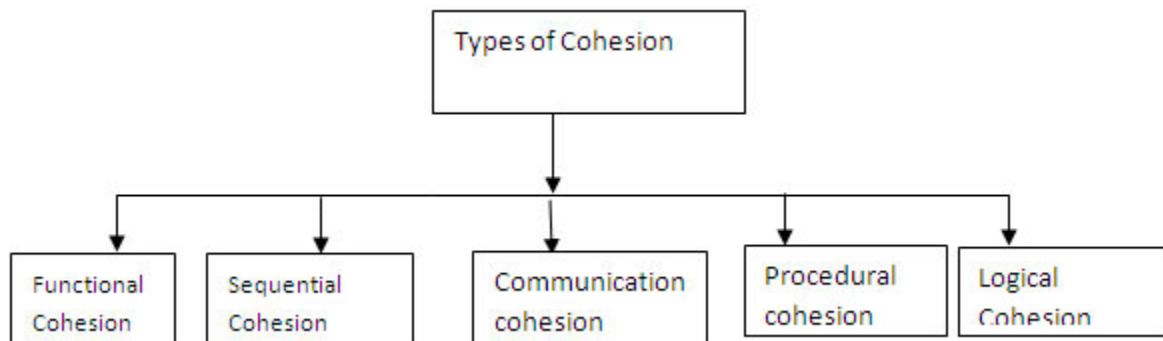 Types of Cohesion
Functional
Cohesion
Sequential
Cohesion
Communication
cohesion
Procedural
cohesion
Logical
Cohesion